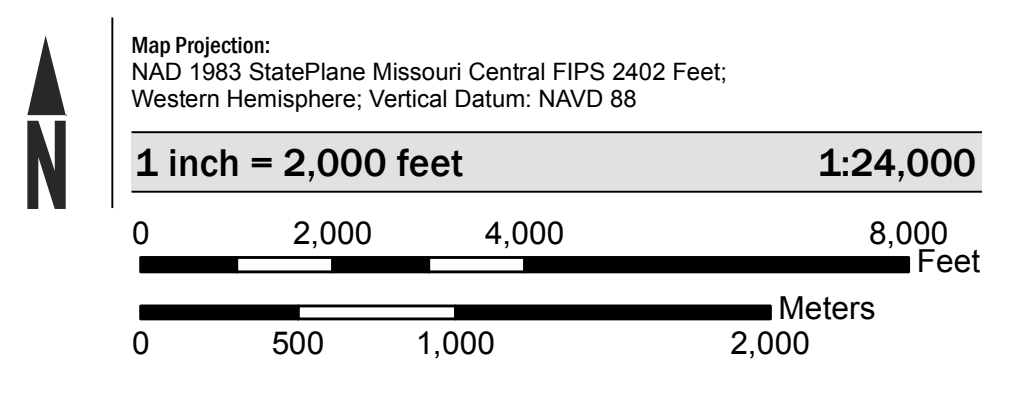 Map Projection:
NAD 1983 StatePlane Missouri Central FIPS 2402 Feet;
Western Hemisphere; Vertical Datum: NAVD 88
N
1 inch = 2,000 feet 1:24,000
0 2,000 4,000 8,000
Feet
Meters
0 500 1,000 2,000